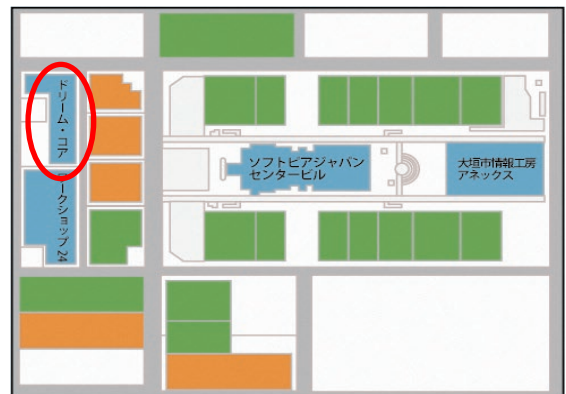 ドリーム・コア
ワークショップ24
ソフトピアジャパン
センタービル
大垣市情報工房
アネックス